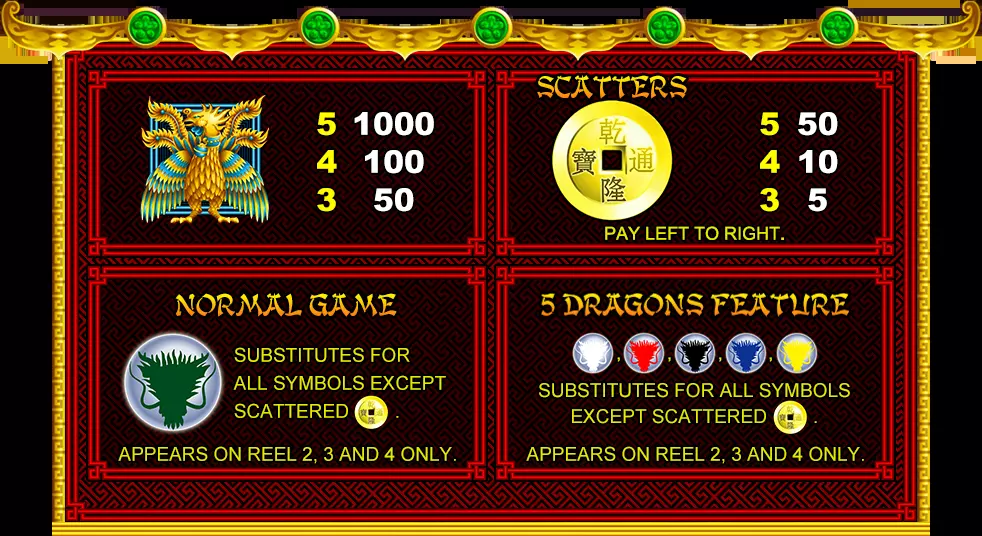 5 1000
4 100
3 50
SCATTERS
乾
寶 通
隆
5 50
4 10
3 5
PAY LEFT TO RIGHT.
NORMAL GAME
SUBSTITUTES FOR
ALL SYMBOLS EXCEPT
SCATTERED .
APPEARS ON REEL 2, 3 AND 4 ONLY.
5 DRAGONS FEATURE
, , , ,
SUBSTITUTES FOR ALL SYMBOLS
EXCEPT SCATTERED .
APPEARS ON REEL 2, 3 AND 4 ONLY.